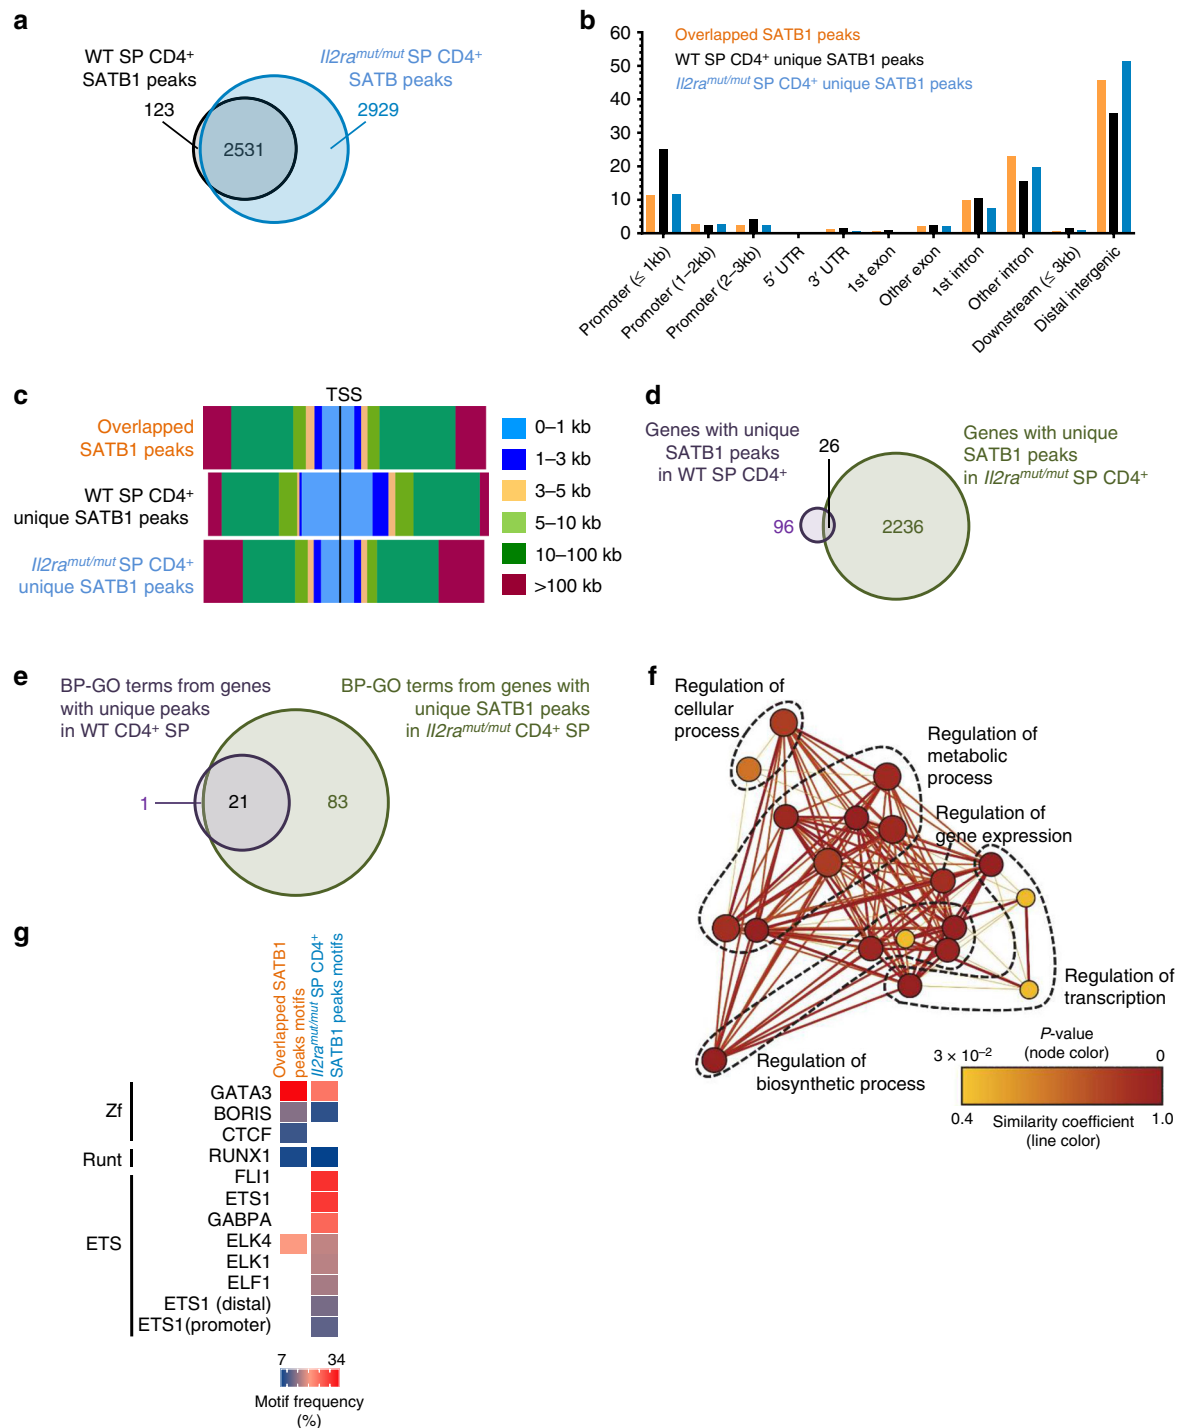 a
WT SP CD4⁺
SATB1 peaks
123
Il2raᵐᵘᵗ/ᵐᵘᵗ SP CD4⁺
SATB peaks
2929
2531
b
60
50
40
30
20
10
0
Overlapped SATB1 peaks
WT SP CD4⁺ unique SATB1 peaks
Il2raᵐᵘᵗ/ᵐᵘᵗ SP CD4⁺ unique SATB1 peaks
Promoter (≤ 1kb)
Promoter (1–2kb)
Promoter (2–3kb)
5′ UTR
3′ UTR
1st exon
Other exon
1st intron
Other intron
Downstream (≤ 3kb)
Distal intergenic
c
TSS
Overlapped
SATB1 peaks
WT SP CD4⁺
unique SATB1 peaks
Il2raᵐᵘᵗ/ᵐᵘᵗ SP CD4⁺
unique SATB1 peaks
0–1 kb
1–3 kb
3–5 kb
5–10 kb
10–100 kb
>100 kb
d
Genes with unique
SATB1 peaks
in WT SP CD4⁺
26
Genes with unique
SATB1 peaks
in Il2raᵐᵘᵗ/ᵐᵘᵗ SP CD4⁺
96
2236
e
BP-GO terms from genes
with unique peaks
in WT CD4⁺ SP
BP-GO terms from genes with
unique SATB1 peaks
in Il2raᵐᵘᵗ/ᵐᵘᵗ CD4⁺ SP
1
21
83
f
Regulation of
cellular
process
Regulation of
metabolic
process
Regulation of
gene expression
Regulation of
transcription
Regulation of
biosynthetic process
P-value
(node color)
3 × 10⁻²
0
0.4
Similarity coefficient
(line color)
1.0
g
Overlapped SATB1
peaks motifs
Il2raᵐᵘᵗ/ᵐᵘᵗ SP CD4⁺
SATB1 peaks motifs
Zf
GATA3
BORIS
CTCF
Runt
RUNX1
ETS
FLI1
ETS1
GABPA
ELK4
ELK1
ELF1
ETS1 (distal)
ETS1(promoter)
7
34
Motif frequency
(%)